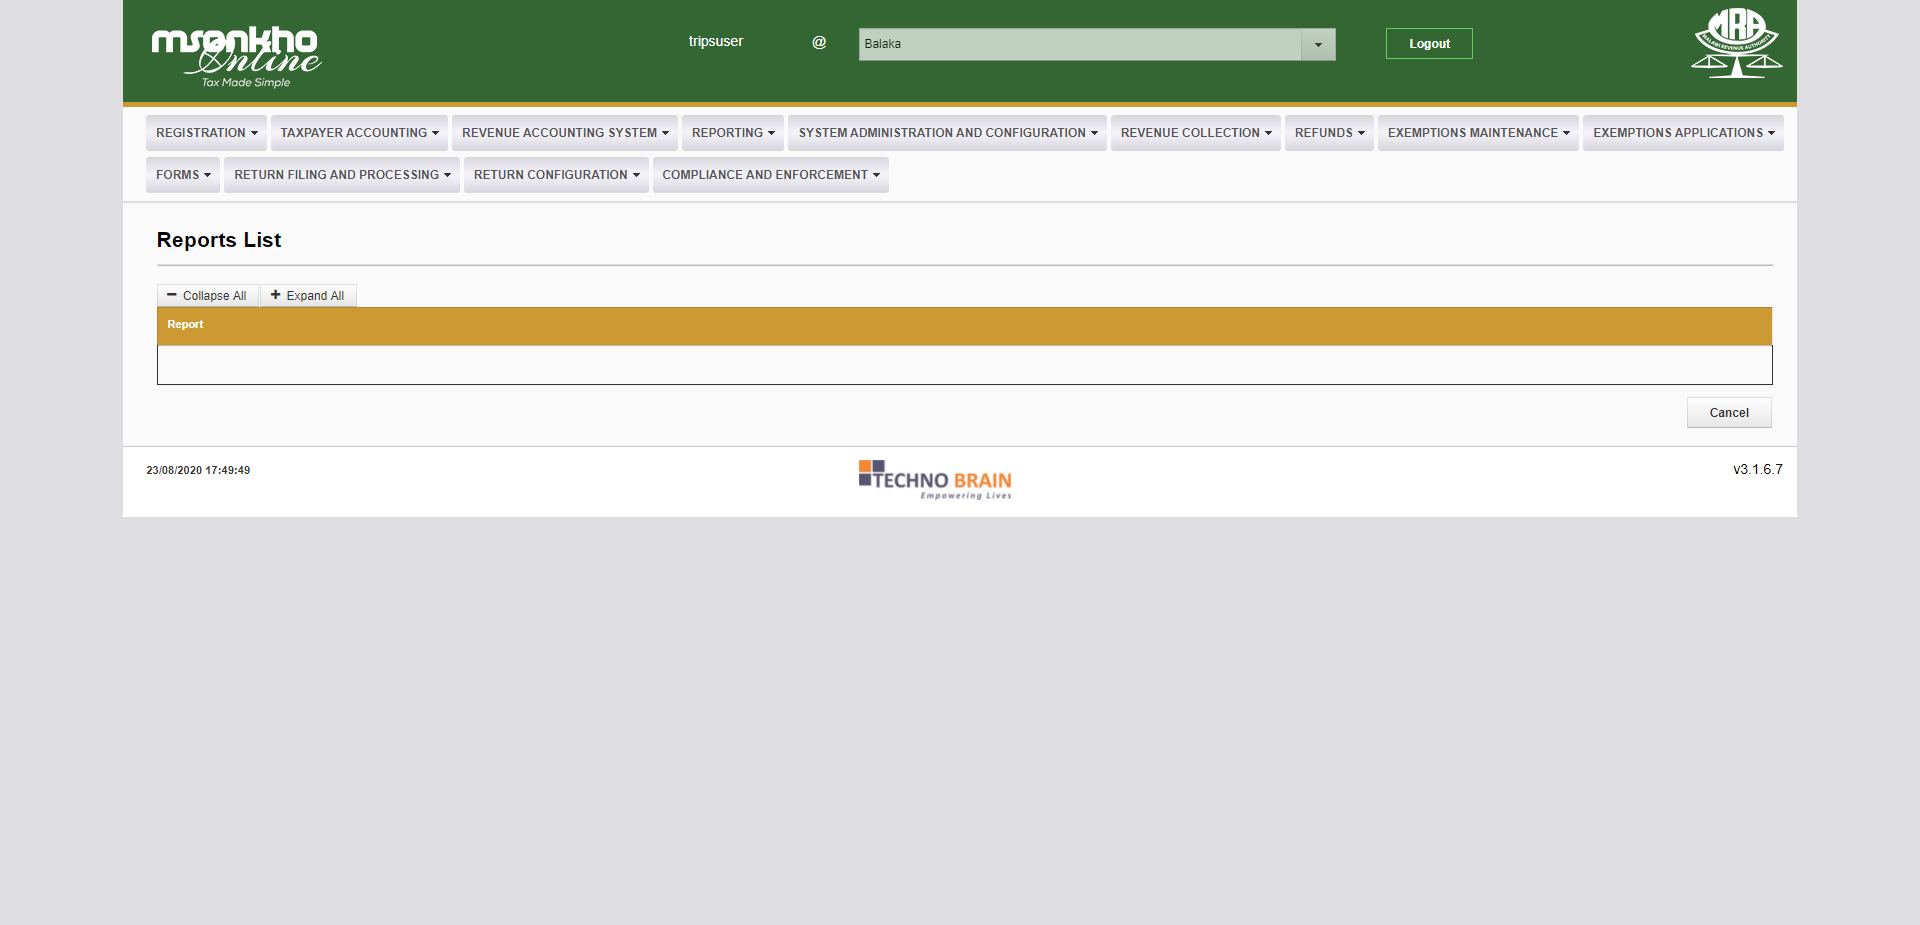 msonkho
Online
Tax Made Simple
tripsuser @ Balaka Logout
MRA
MALAWI REVENUE AUTHORITY
REGISTRATION TAXPAYER ACCOUNTING REVENUE ACCOUNTING SYSTEM REPORTING SYSTEM ADMINISTRATION AND CONFIGURATION REVENUE COLLECTION REFUNDS EXEMPTIONS MAINTENANCE EXEMPTIONS APPLICATIONS
FORMS RETURN FILING AND PROCESSING RETURN CONFIGURATION COMPLIANCE AND ENFORCEMENT
Reports List
Collapse All Expand All
Report
Cancel
23/08/2020 17:49:49 TECHNO BRAIN v3.1.6.7
Empowering Lives